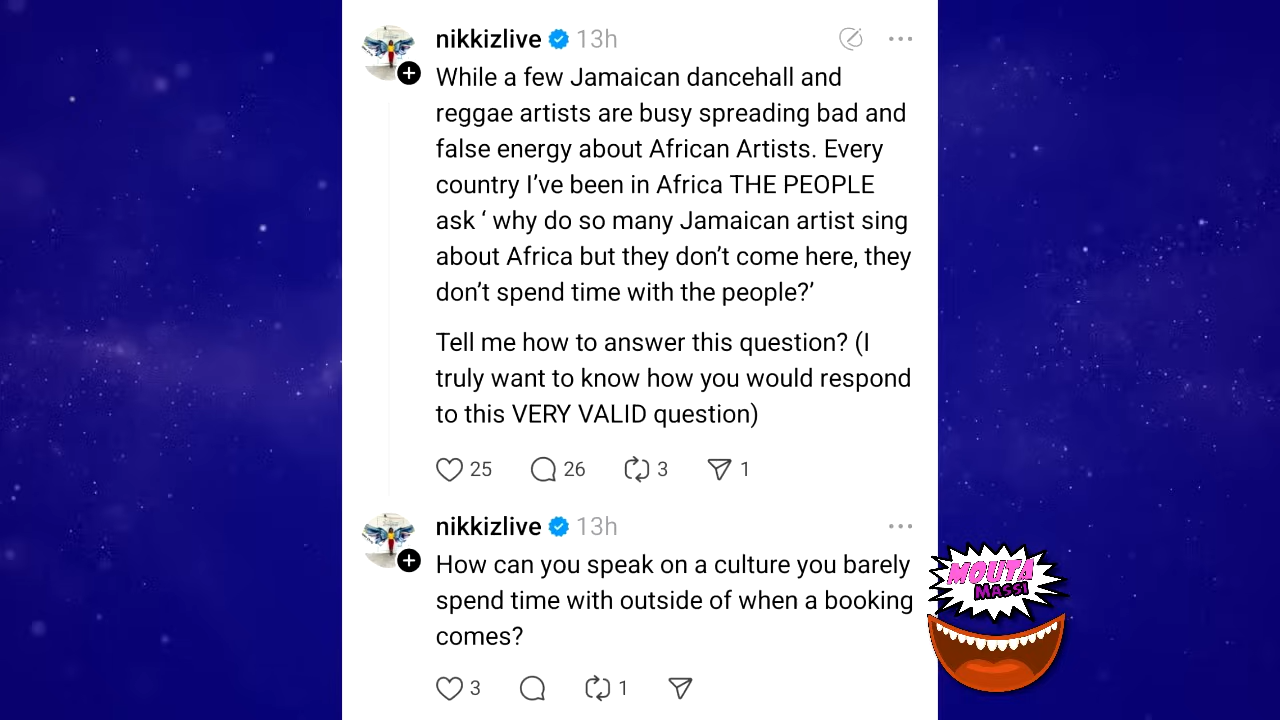 nikkizlive 13h
While a few Jamaican dancehall and
reggae artists are busy spreading bad and
false energy about African Artists. Every
country I’ve been in Africa THE PEOPLE
ask ‘ why do so many Jamaican artist sing
about Africa but they don’t come here, they
don’t spend time with the people?’
Tell me how to answer this question? (I
truly want to know how you would respond
to this VERY VALID question)
25 26 3 1
nikkizlive 13h
How can you speak on a culture you barely
spend time with outside of when a booking
comes?
3 1
MOUTA
MASSI